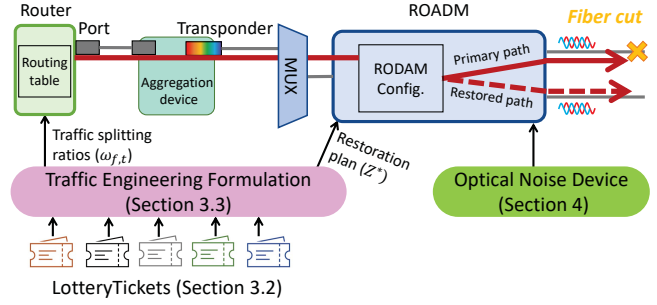 Router
Port
Transponder
ROADM
Fiber cut
Routing
table
Aggregation
device
MUX
RODAM
Config.
Primary path
Restored path
Traffic splitting
ratios (ω_{f,t})
Restoration
plan (Z*)
Traffic Engineering Formulation
(Section 3.3)
Optical Noise Device
(Section 4)
LotteryTickets (Section 3.2)